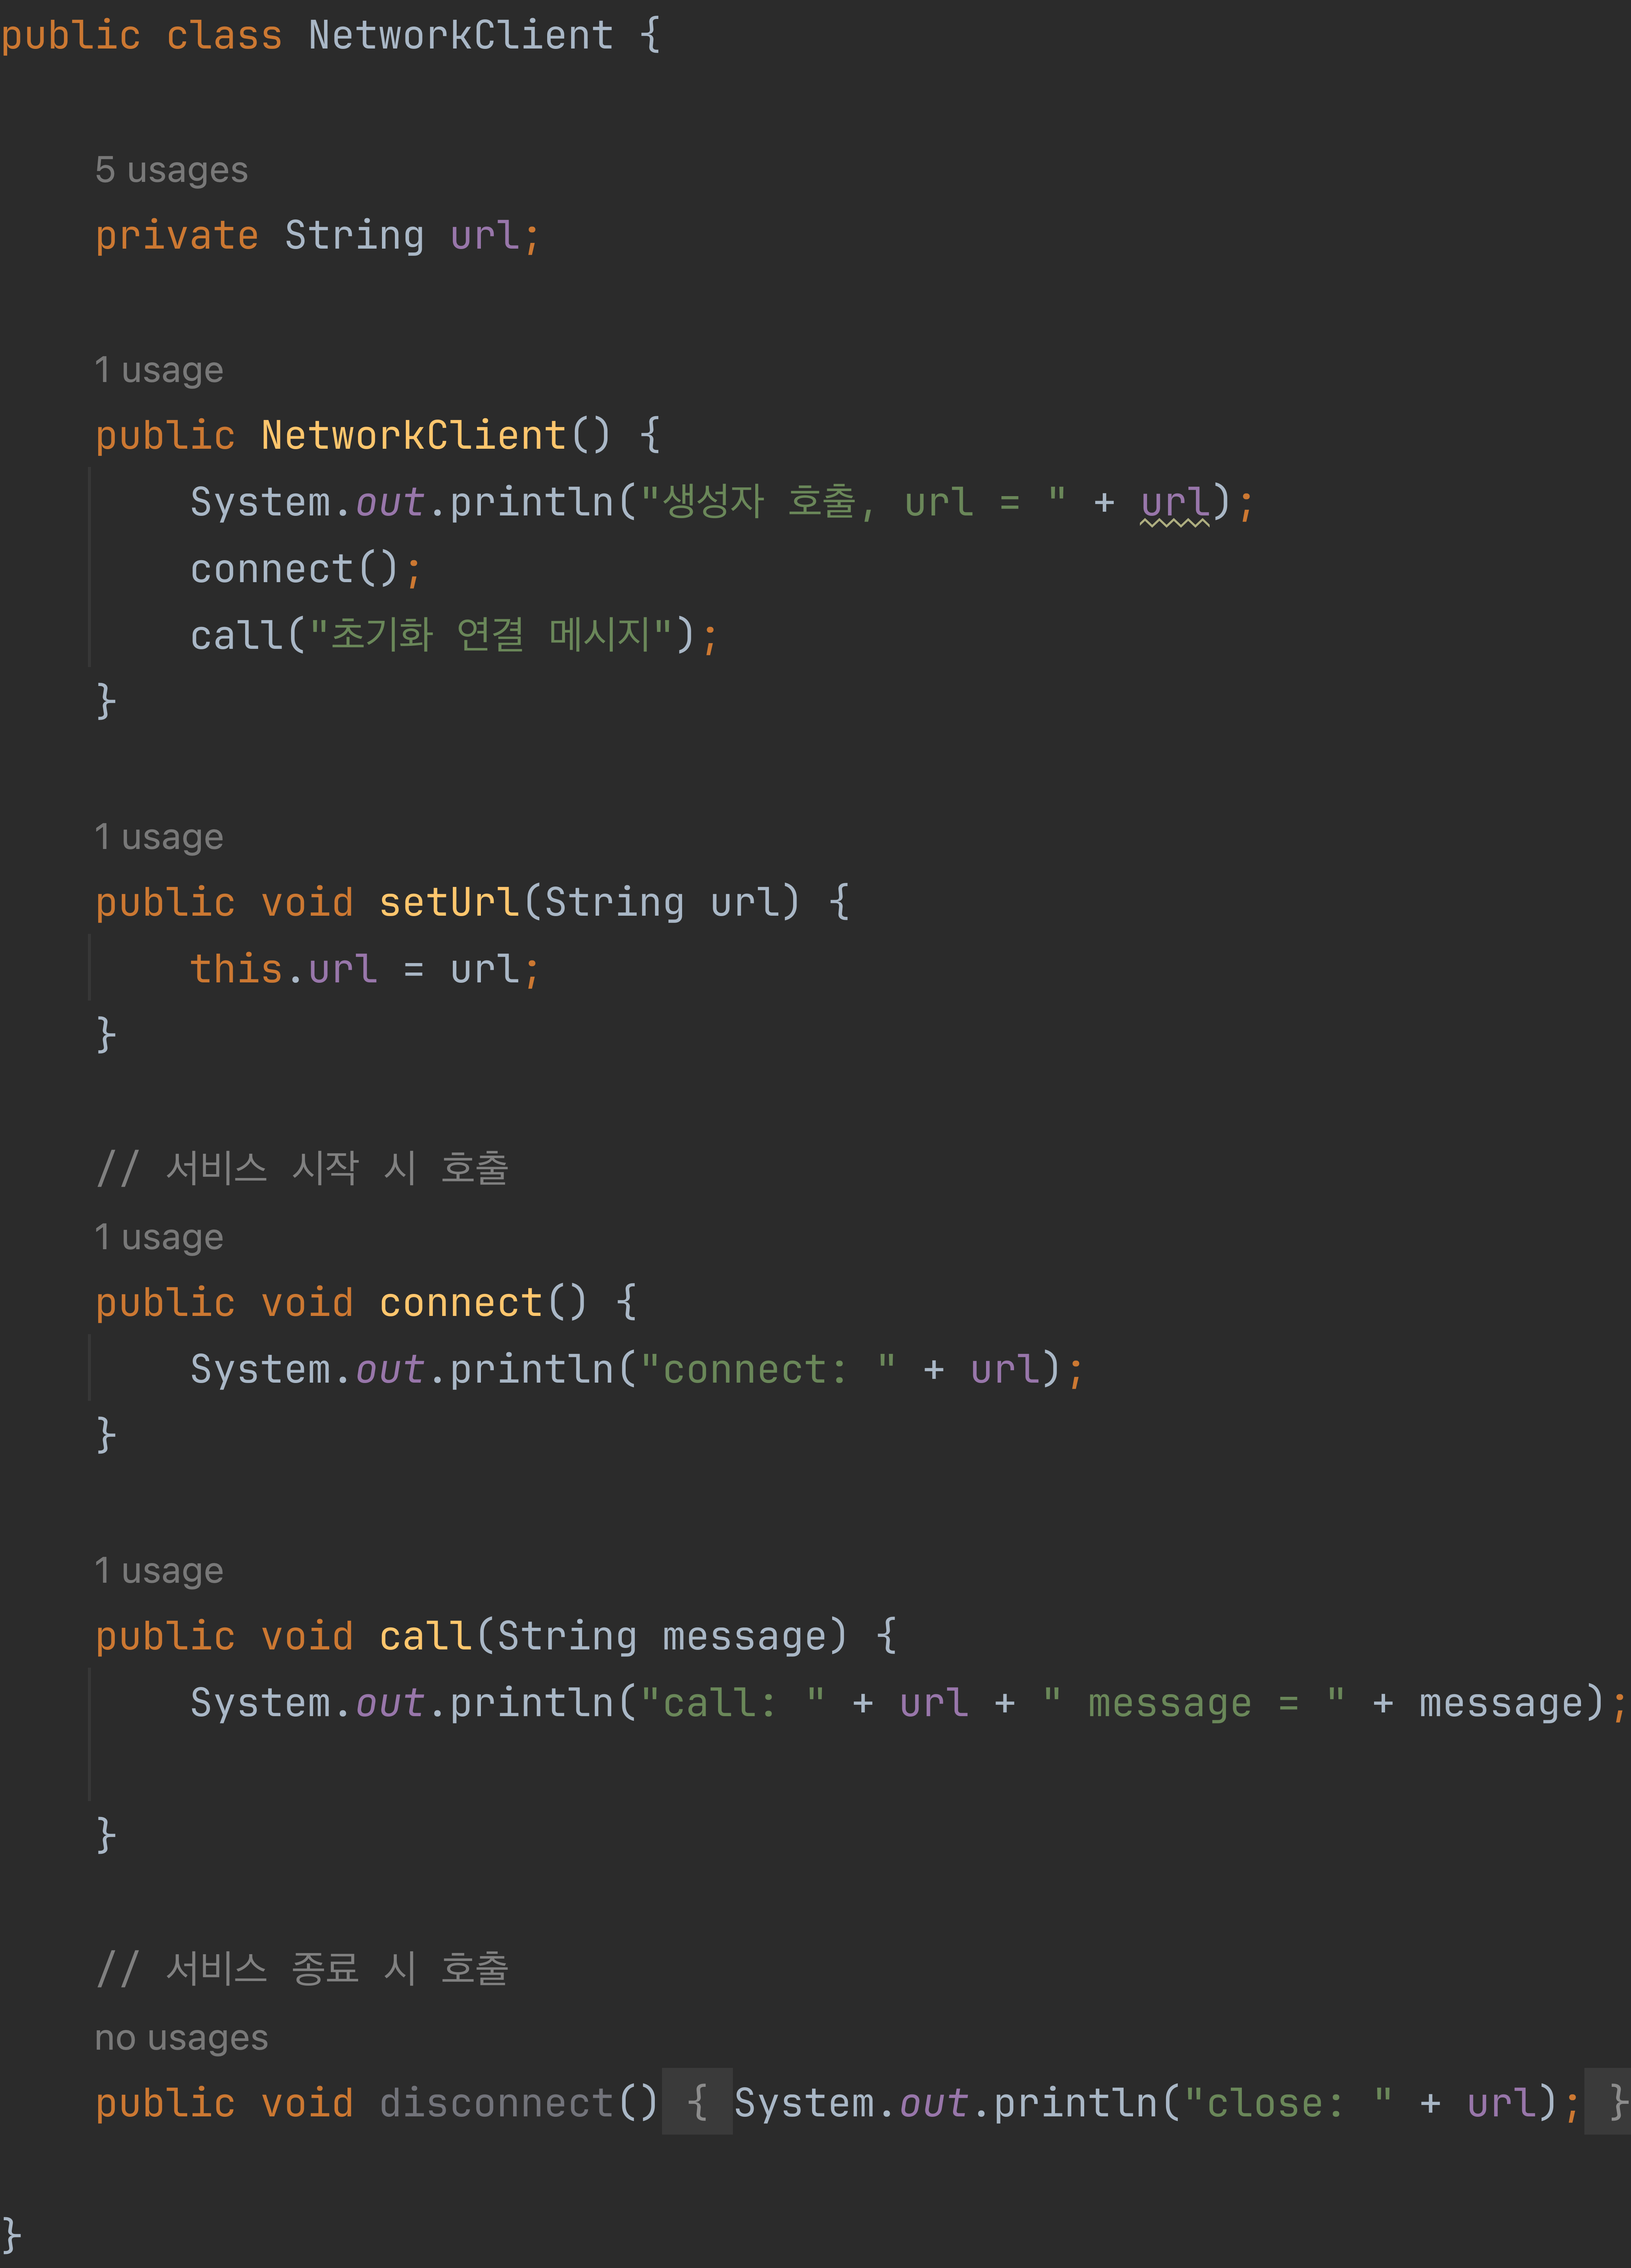 public class NetworkClient {
5 usages
private String url;
1 usage
public NetworkClient() {
System.out.println("생성자 호출, url = " + url);
connect();
call("초기화 연결 메시지");
}
1 usage
public void setUrl(String url) {
this.url = url;
}
// 서비스 시작 시 호출
1 usage
public void connect() {
System.out.println("connect: " + url);
}
1 usage
public void call(String message) {
System.out.println("call: " + url + " message = " + message);
}
// 서비스 종료 시 호출
no usages
public void disconnect() { System.out.println("close: " + url); }
}